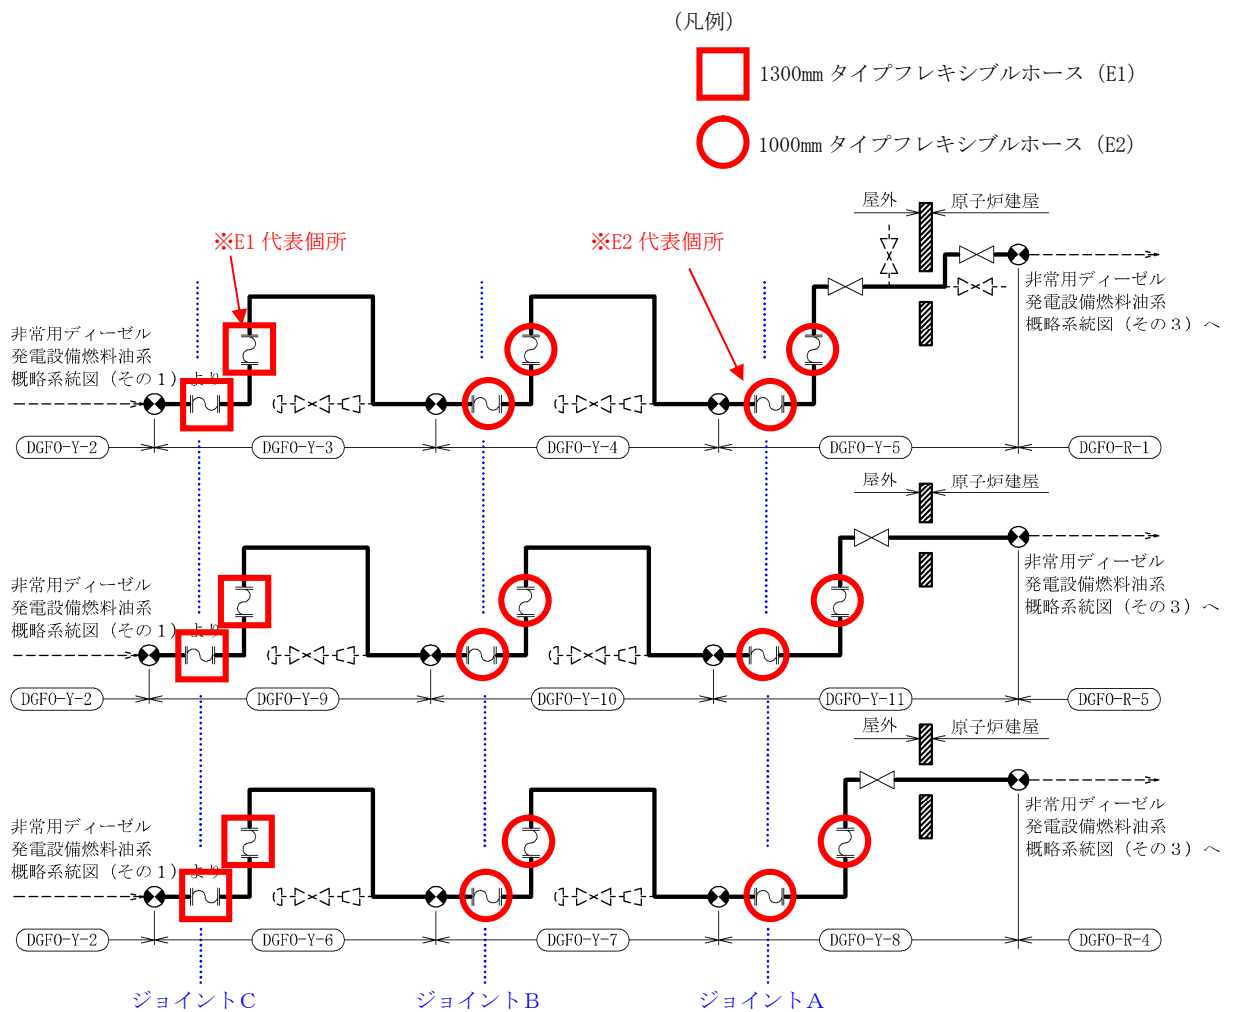 (凡例)
1300mm タイプフレキシブルホース (E1)
1000mm タイプフレキシブルホース (E2)
屋外
原子炉建屋
※E1 代表個所
※E2 代表個所
非常用ディーゼル
発電設備燃料油系
概略系統図 (その1) より
非常用ディーゼル
発電設備燃料油系
概略系統図 (その3) へ
DGFO-Y-2
DGFO-Y-3
DGFO-Y-4
DGFO-Y-5
DGFO-R-1
屋外
原子炉建屋
非常用ディーゼル
発電設備燃料油系
概略系統図 (その1) より
非常用ディーゼル
発電設備燃料油系
概略系統図 (その3) へ
DGFO-Y-2
DGFO-Y-9
DGFO-Y-10
DGFO-Y-11
DGFO-R-5
屋外
原子炉建屋
非常用ディーゼル
発電設備燃料油系
概略系統図 (その1) より
非常用ディーゼル
発電設備燃料油系
概略系統図 (その3) へ
DGFO-Y-2
DGFO-Y-6
DGFO-Y-7
DGFO-Y-8
DGFO-R-4
ジョイントC
ジョイントB
ジョイントA